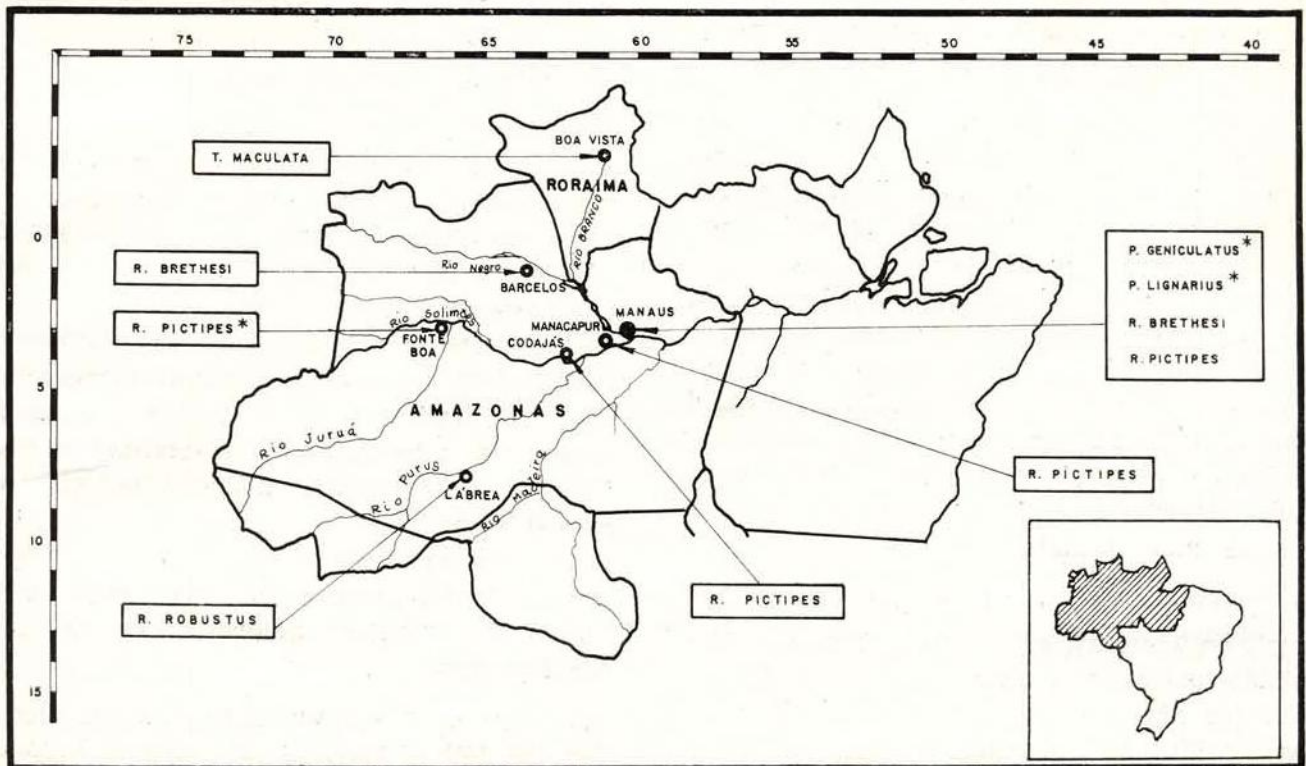 75 70 65 60 55 50 45 40
BOA VISTA
T. MACULATA
RORAIMA
RIO BRANCO
0
P. GENICULATUS*
P. LIGNARIUS*
R. BRETHESI
R. PICTIPES
R. BRETHESI
Rio Negro
BARCELOS
R. PICTIPES*
Rio Solimões
FONTE
BOA
MANAUS
MANACAPUR
CODAJÁS
5
AMAZONAS
Rio Juruá
Rio Purus
LÁBREA
Rio Madeira
R. PICTIPES
10
R. PICTIPES
R. ROBUSTUS
15